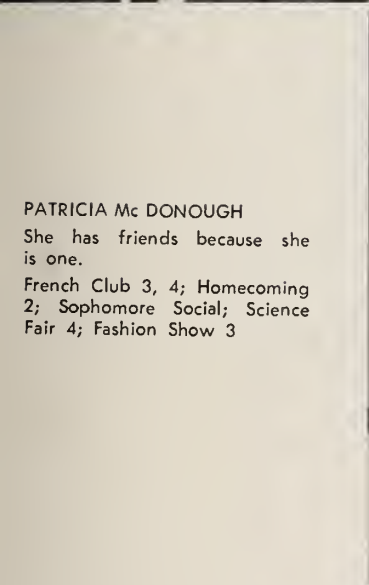 PATRICIA Mc DONOUGH
She has friends because she
is one.
French Club 3, 4; Homecoming
2; Sophomore Social; Science
Fair 4; Fashion Show 3